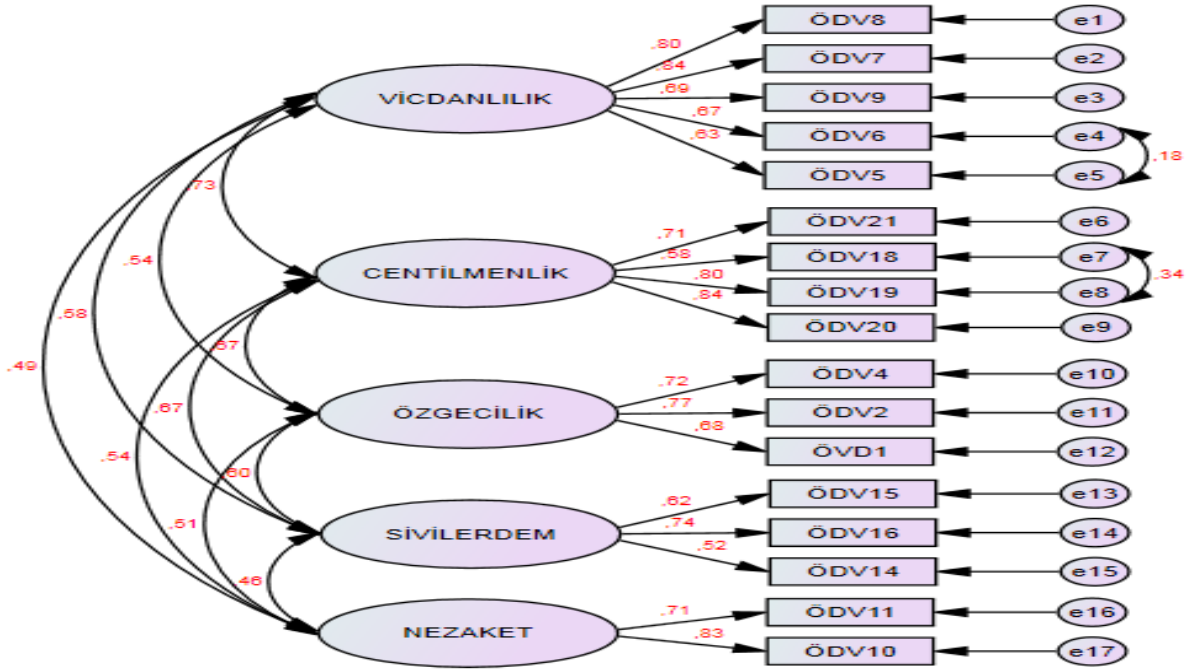 ÖDV8
e1
.80
ÖDV7
e2
.84
VİCDANLILIK
.69
ÖDV9
e3
.67
ÖDV6
e4
.63
.18
ÖDV5
e5
.73
ÖDV21
e6
.71
.54
.58
ÖDV18
e7
CENTİLMENLİK
.80
.34
ÖDV19
e8
.84
.58
ÖDV20
e9
.67
.49
.72
ÖDV4
e10
.67
ÖZGECİLİK
.77
ÖDV2
e11
.68
.54
ÖVD1
e12
.60
.62
ÖDV15
e13
.51
.74
SİVİLERDEM
ÖDV16
e14
.52
.46
ÖDV14
e15
.71
ÖDV11
e16
NEZAKET
.83
ÖDV10
e17